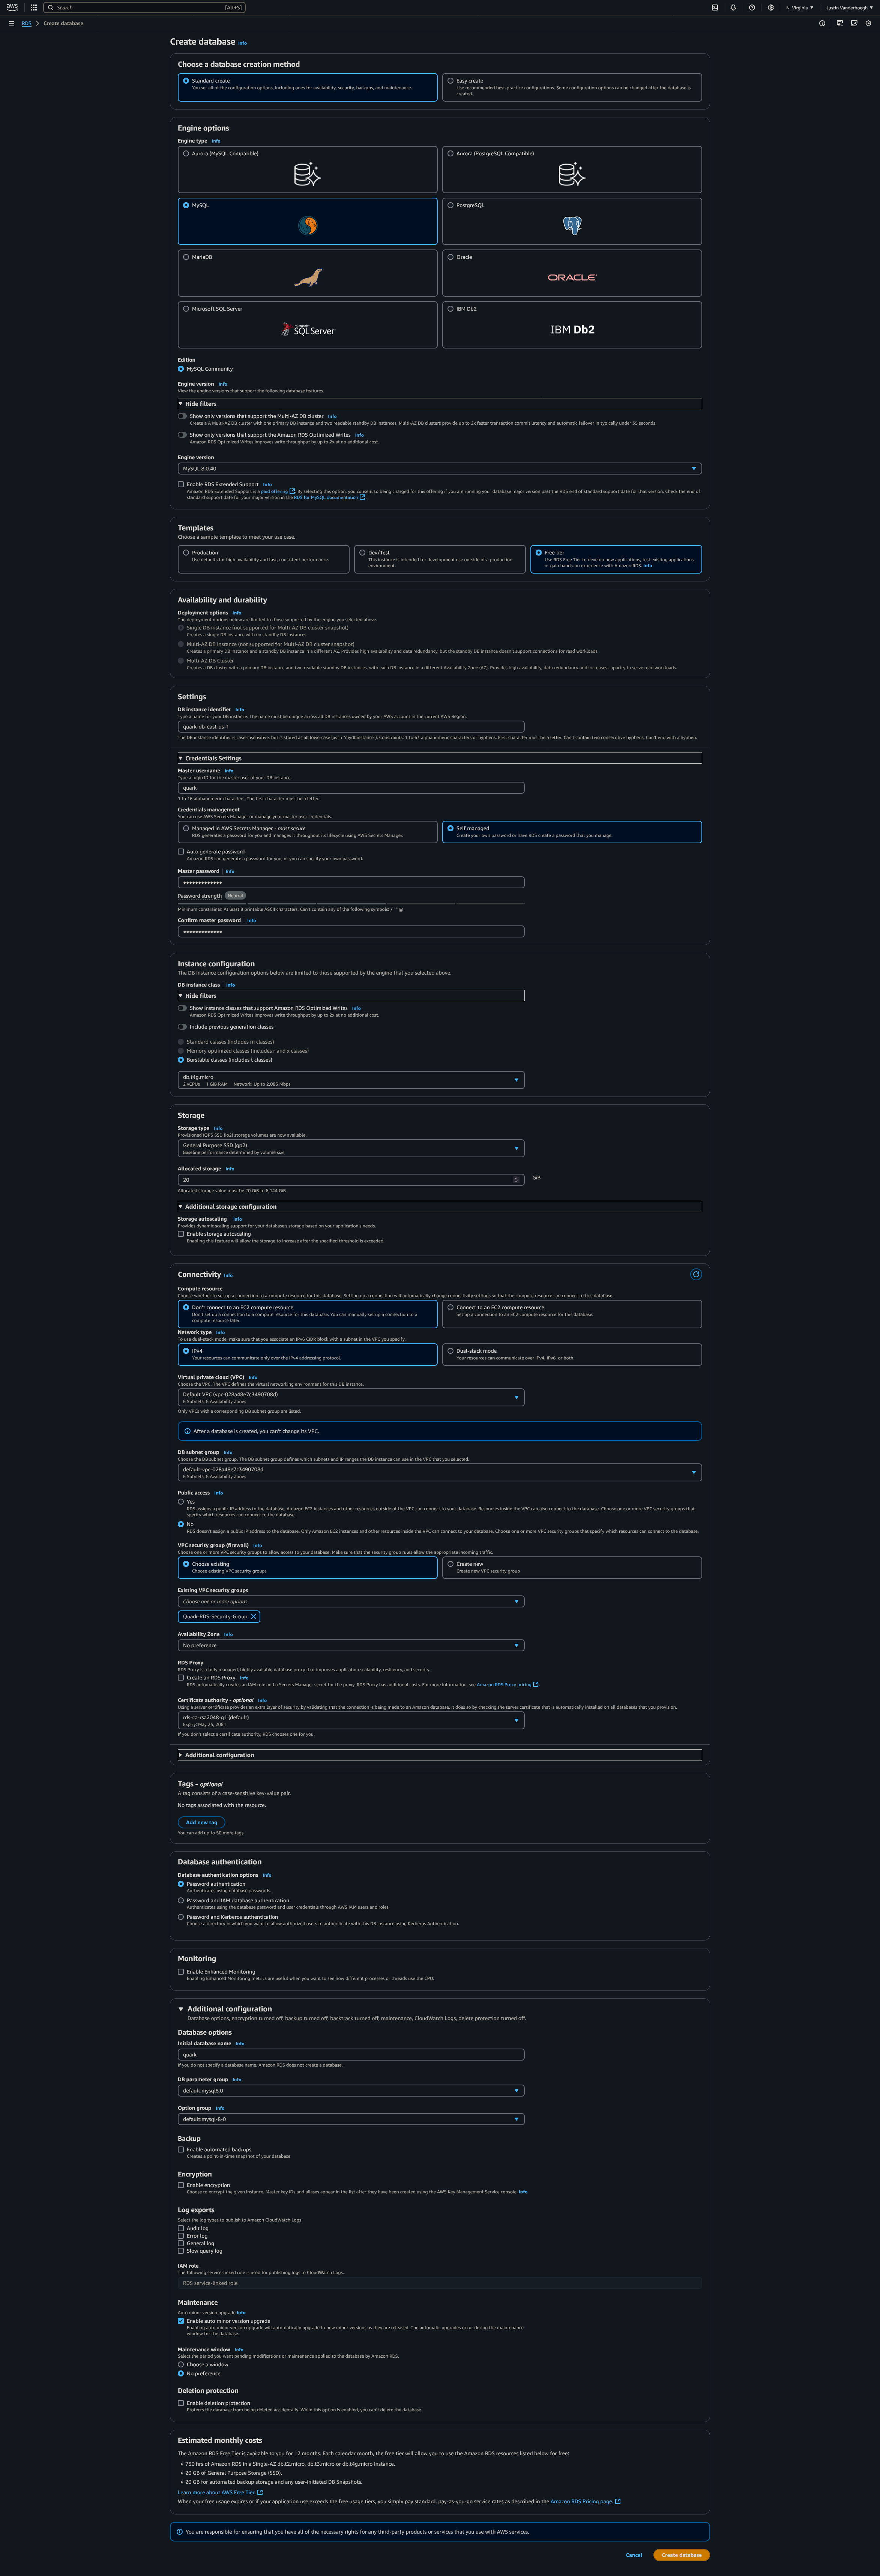 aws
Search
[Alt+S]
N. Virginia
Justin Vanderboegh
RDS
Create database
Create database Info
Choose a database creation method
Standard create
You set all of the configuration options, including ones for availability, security, backups, and maintenance.
Easy create
Use recommended best-practice configurations. Some configuration options can be changed after the database is
created.
Engine options
Engine type Info
Aurora (MySQL Compatible)
Aurora (PostgreSQL Compatible)
MySQL
PostgreSQL
MariaDB
Oracle
ORACLE
Microsoft SQL Server
Microsoft
SQL Server
IBM Db2
IBM Db2
Edition
MySQL Community
Engine version Info
View the engine versions that support the following database features.
Hide filters
Show only versions that support the Multi-AZ DB cluster Info
Create a A Multi-AZ DB cluster with one primary DB instance and two readable standby DB instances. Multi-AZ DB clusters provide up to 2x faster transaction commit latency and automatic failover in typically under 35 seconds.
Show only versions that support the Amazon RDS Optimized Writes Info
Amazon RDS Optimized Writes improves write throughput by up to 2x at no additional cost.
Engine version
MySQL 8.0.40
Enable RDS Extended Support Info
Amazon RDS Extended Support is a paid offering. By selecting this option, you consent to being charged for this offering if you are running your database major version past the RDS end of standard support date for that version. Check the end of
standard support date for your major version in the RDS for MySQL documentation.
Templates
Choose a sample template to meet your use case.
Production
Use defaults for high availability and fast, consistent performance.
Dev/Test
This instance is intended for development use outside of a production
environment.
Free tier
Use RDS Free Tier to develop new applications, test existing applications,
or gain hands-on experience with Amazon RDS. Info
Availability and durability
Deployment options Info
The deployment options below are limited to those supported by the engine you selected above.
Single DB instance (not supported for Multi-AZ DB cluster snapshot)
Creates a single DB instance with no standby DB instances.
Multi-AZ DB instance (not supported for Multi-AZ DB cluster snapshot)
Creates a primary DB instance and a standby DB instance in a different AZ. Provides high availability and data redundancy, but the standby DB instance doesn't support connections for read workloads.
Multi-AZ DB Cluster
Creates a DB cluster with a primary DB instance and two readable standby DB instances, with each DB instance in a different Availability Zone (AZ). Provides high availability, data redundancy and increases capacity to serve read workloads.
Settings
DB instance identifier Info
Type a name for your DB instance. The name must be unique across all DB instances owned by your AWS account in the current AWS Region.
quark-db-east-us-1
The DB instance identifier is case-insensitive, but is stored as all lowercase (as in "mydbinstance"). Constraints: 1 to 63 alphanumeric characters or hyphens. First character must be a letter. Can't contain two consecutive hyphens. Can't end with a hyphen.
Credentials Settings
Master username Info
Type a login ID for the master user of your DB instance.
quark
1 to 16 alphanumeric characters. The first character must be a letter.
Credentials management
You can use AWS Secrets Manager or manage your master user credentials.
Managed in AWS Secrets Manager - most secure
RDS generates a password for you and manages it throughout its lifecycle using AWS Secrets Manager.
Self managed
Create your own password or have RDS create a password that you manage.
Auto generate password
Amazon RDS can generate a password for you, or you can specify your own password.
Master password Info
•••••••••••••
Password strength Neutral
Minimum constraints: At least 8 printable ASCII characters. Can't contain any of the following symbols: / ' " @
Confirm master password Info
•••••••••••••
Instance configuration
The DB instance configuration options below are limited to those supported by the engine that you selected above.
DB instance class Info
Hide filters
Show instance classes that support Amazon RDS Optimized Writes Info
Amazon RDS Optimized Writes improves write throughput by up to 2x at no additional cost.
Include previous generation classes
Standard classes (includes m classes)
Memory optimized classes (includes r and x classes)
Burstable classes (includes t classes)
db.t4g.micro
2 vCPUs 1 GiB RAM Network: Up to 2,085 Mbps
Storage
Storage type Info
Provisioned IOPS SSD (io2) storage volumes are now available.
General Purpose SSD (gp2)
Baseline performance determined by volume size
Allocated storage Info
20
GiB
Allocated storage value must be 20 GiB to 6,144 GiB
Additional storage configuration
Storage autoscaling Info
Provides dynamic scaling support for your database's storage based on your application's needs.
Enable storage autoscaling
Enabling this feature will allow the storage to increase after the specified threshold is exceeded.
Connectivity Info
Compute resource
Choose whether to set up a connection to a compute resource for this database. Setting up a connection will automatically change connectivity settings so that the compute resource can connect to this database.
Don't connect to an EC2 compute resource
Don't set up a connection to a compute resource for this database. You can manually set up a connection to a
compute resource later.
Connect to an EC2 compute resource
Set up a connection to an EC2 compute resource for this database.
Network type Info
To use dual-stack mode, make sure that you associate an IPv6 CIDR block with a subnet in the VPC you specify.
IPv4
Your resources can communicate only over the IPv4 addressing protocol.
Dual-stack mode
Your resources can communicate over IPv4, IPv6, or both.
Virtual private cloud (VPC) Info
Choose the VPC. The VPC defines the virtual networking environment for this DB instance.
Default VPC (vpc-028a48e7c3490708d)
6 Subnets, 6 Availability Zones
Only VPCs with a corresponding DB subnet group are listed.
After a database is created, you can't change its VPC.
DB subnet group Info
Choose the DB subnet group. The DB subnet group defines which subnets and IP ranges the DB instance can use in the VPC that you selected.
default-vpc-028a48e7c3490708d
6 Subnets, 6 Availability Zones
Public access Info
Yes
RDS assigns a public IP address to the database. Amazon EC2 instances and other resources outside of the VPC can connect to your database. Resources inside the VPC can also connect to the database. Choose one or more VPC security groups that
specify which resources can connect to the database.
No
RDS doesn't assign a public IP address to the database. Only Amazon EC2 instances and other resources inside the VPC can connect to your database. Choose one or more VPC security groups that specify which resources can connect to the database.
VPC security group (firewall) Info
Choose one or more VPC security groups to allow access to your database. Make sure that the security group rules allow the appropriate incoming traffic.
Choose existing
Choose existing VPC security groups
Create new
Create new VPC security group
Existing VPC security groups
Choose one or more options
Quark-RDS-Security-Group
Availability Zone Info
No preference
RDS Proxy
RDS Proxy is a fully managed, highly available database proxy that improves application scalability, resiliency, and security.
Create an RDS Proxy Info
RDS automatically creates an IAM role and a Secrets Manager secret for the proxy. RDS Proxy has additional costs. For more information, see Amazon RDS Proxy pricing.
Certificate authority - optional Info
Using a server certificate provides an extra layer of security by validating that the connection is being made to an Amazon database. It does so by checking the server certificate that is automatically installed on all databases that you provision.
rds-ca-rsa2048-g1 (default)
Expiry: May 25, 2061
If you don't select a certificate authority, RDS chooses one for you.
Additional configuration
Tags - optional
A tag consists of a case-sensitive key-value pair.
No tags associated with the resource.
Add new tag
You can add up to 50 more tags.
Database authentication
Database authentication options Info
Password authentication
Authenticates using database passwords.
Password and IAM database authentication
Authenticates using the database password and user credentials through AWS IAM users and roles.
Password and Kerberos authentication
Choose a directory in which you want to allow authorized users to authenticate with this DB instance using Kerberos Authentication.
Monitoring
Enable Enhanced Monitoring
Enabling Enhanced Monitoring metrics are useful when you want to see how different processes or threads use the CPU.
Additional configuration
Database options, encryption turned off, backup turned off, backtrack turned off, maintenance, CloudWatch Logs, delete protection turned off.
Database options
Initial database name Info
quark
If you do not specify a database name, Amazon RDS does not create a database.
DB parameter group Info
default.mysql8.0
Option group Info
default:mysql-8-0
Backup
Enable automated backups
Creates a point-in-time snapshot of your database
Encryption
Enable encryption
Choose to encrypt the given instance. Master key IDs and aliases appear in the list after they have been created using the AWS Key Management Service console. Info
Log exports
Select the log types to publish to Amazon CloudWatch Logs
Audit log
Error log
General log
Slow query log
IAM role
The following service-linked role is used for publishing logs to CloudWatch Logs.
RDS service-linked role
Maintenance
Auto minor version upgrade Info
Enable auto minor version upgrade
Enabling auto minor version upgrade will automatically upgrade to new minor versions as they are released. The automatic upgrades occur during the maintenance
window for the database.
Maintenance window Info
Select the period you want pending modifications or maintenance applied to the database by Amazon RDS.
Choose a window
No preference
Deletion protection
Enable deletion protection
Protects the database from being deleted accidentally. While this option is enabled, you can't delete the database.
Estimated monthly costs
The Amazon RDS Free Tier is available to you for 12 months. Each calendar month, the free tier will allow you to use the Amazon RDS resources listed below for free:
• 750 hrs of Amazon RDS in a Single-AZ db.t2.micro, db.t3.micro or db.t4g.micro Instance.
• 20 GB of General Purpose Storage (SSD).
• 20 GB for automated backup storage and any user-initiated DB Snapshots.
Learn more about AWS Free Tier.
When your free usage expires or if your application use exceeds the free usage tiers, you simply pay standard, pay-as-you-go service rates as described in the Amazon RDS Pricing page.
You are responsible for ensuring that you have all of the necessary rights for any third-party products or services that you use with AWS services.
Cancel
Create database